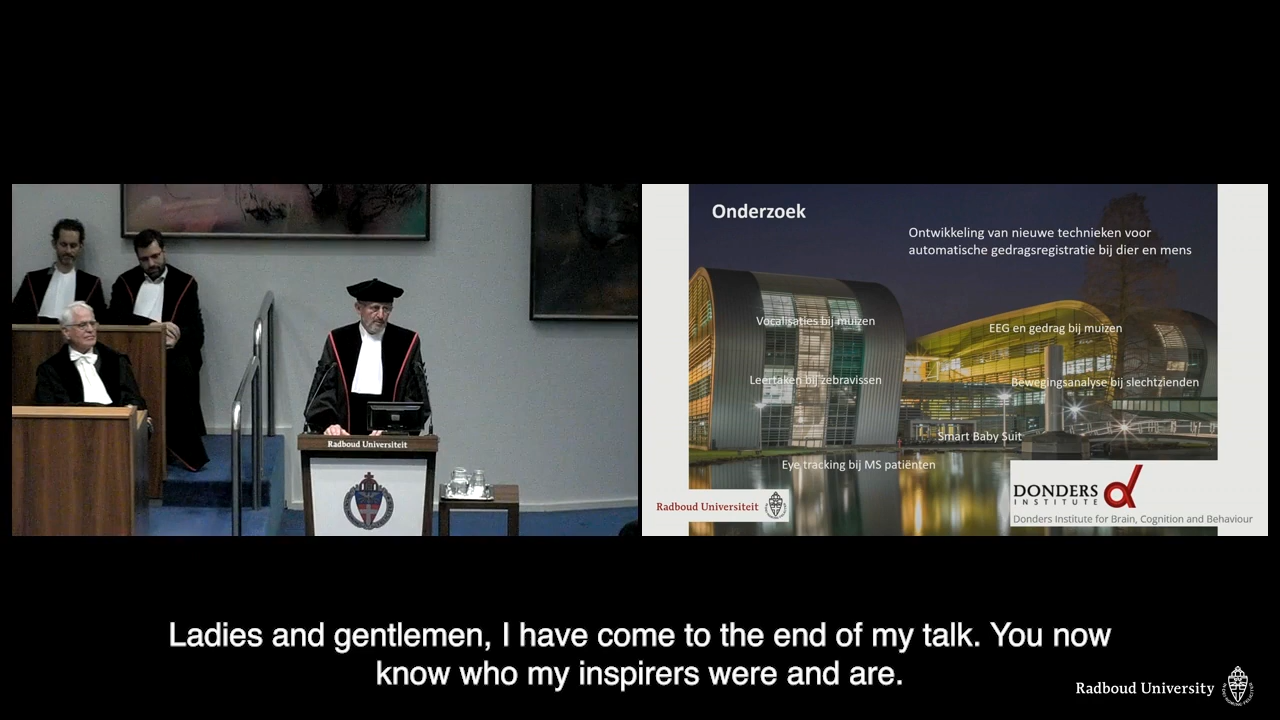 Radboud Universiteit
Onderzoek
Ontwikkeling van nieuwe technieken voor
automatische gedragsregistratie bij dier en mens
Vocalisaties bij muizen
EEG en gedrag bij muizen
Leertaken bij zebravissen
Bewegingsanalyse bij slechtzienden
Smart Baby Suit
Eye tracking bij MS patiënten
Radboud Universiteit
DONDERS
INSTITUTE
Donders Institute for Brain, Cognition and Behaviour
Ladies and gentlemen, I have come to the end of my talk. You now
know who my inspirers were and are.
Radboud University